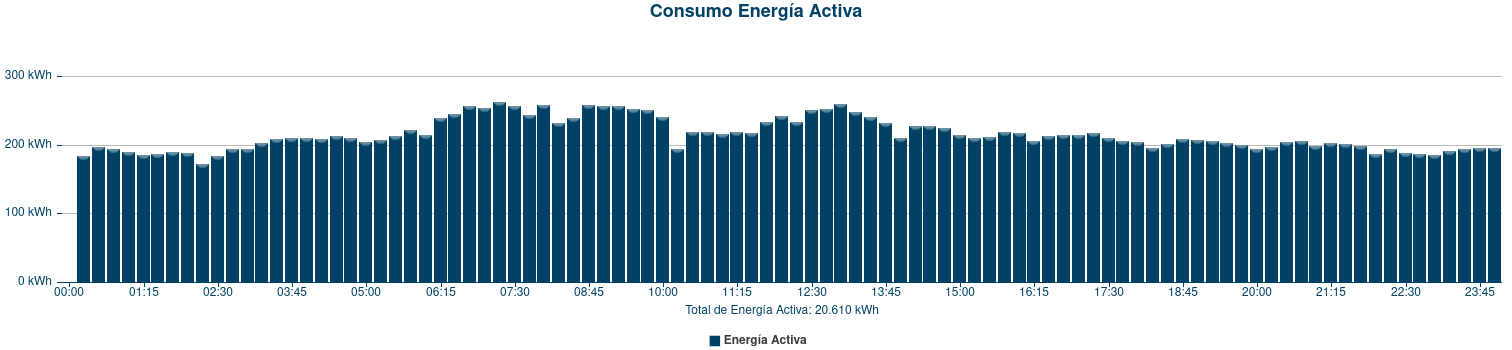 Consumo Energía Activa
300 kWh
200 kWh
100 kWh
0 kWh
00:00 01:15 02:30 03:45 05:00 06:15 07:30 08:45 10:00 11:15 12:30 13:45 15:00 16:15 17:30 18:45 20:00 21:15 22:30 23:45
Total de Energía Activa: 20.610 kWh
Energía Activa